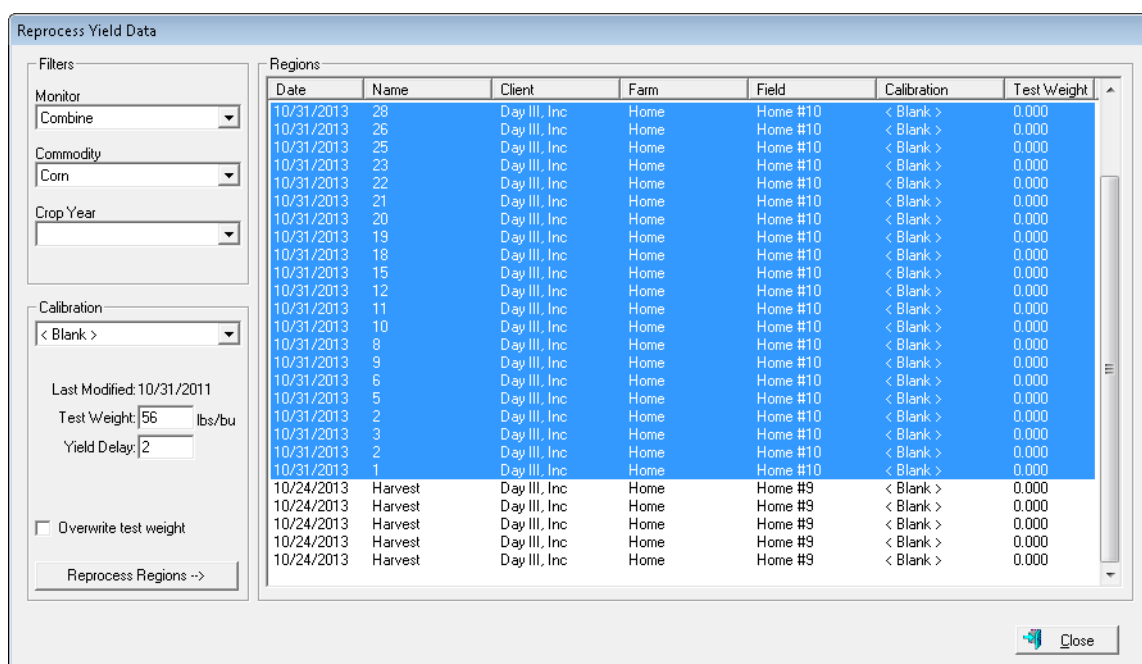 Reprocess Yield Data
Filters
Monitor
Combine
Commodity
Corn
Crop Year
Calibration
< Blank >
Last Modified: 10/31/2011
Test Weight: 56 lbs/bu
Yield Delay: 2
Overwrite test weight
Reprocess Regions -->
Regions
Date Name Client Farm Field Calibration Test Weight
10/31/2013 28 Day III, Inc Home Home #10 < Blank > 0.000
10/31/2013 26 Day III, Inc Home Home #10 < Blank > 0.000
10/31/2013 25 Day III, Inc Home Home #10 < Blank > 0.000
10/31/2013 23 Day III, Inc Home Home #10 < Blank > 0.000
10/31/2013 22 Day III, Inc Home Home #10 < Blank > 0.000
10/31/2013 21 Day III, Inc Home Home #10 < Blank > 0.000
10/31/2013 20 Day III, Inc Home Home #10 < Blank > 0.000
10/31/2013 19 Day III, Inc Home Home #10 < Blank > 0.000
10/31/2013 18 Day III, Inc Home Home #10 < Blank > 0.000
10/31/2013 15 Day III, Inc Home Home #10 < Blank > 0.000
10/31/2013 12 Day III, Inc Home Home #10 < Blank > 0.000
10/31/2013 11 Day III, Inc Home Home #10 < Blank > 0.000
10/31/2013 10 Day III, Inc Home Home #10 < Blank > 0.000
10/31/2013 8 Day III, Inc Home Home #10 < Blank > 0.000
10/31/2013 9 Day III, Inc Home Home #10 < Blank > 0.000
10/31/2013 6 Day III, Inc Home Home #10 < Blank > 0.000
10/31/2013 5 Day III, Inc Home Home #10 < Blank > 0.000
10/31/2013 2 Day III, Inc Home Home #10 < Blank > 0.000
10/31/2013 3 Day III, Inc Home Home #10 < Blank > 0.000
10/31/2013 2 Day III, Inc Home Home #10 < Blank > 0.000
10/31/2013 1 Day III, Inc Home Home #10 < Blank > 0.000
10/24/2013 Harvest Day III, Inc Home Home #9 < Blank > 0.000
10/24/2013 Harvest Day III, Inc Home Home #9 < Blank > 0.000
10/24/2013 Harvest Day III, Inc Home Home #9 < Blank > 0.000
10/24/2013 Harvest Day III, Inc Home Home #9 < Blank > 0.000
10/24/2013 Harvest Day III, Inc Home Home #9 < Blank > 0.000
Close